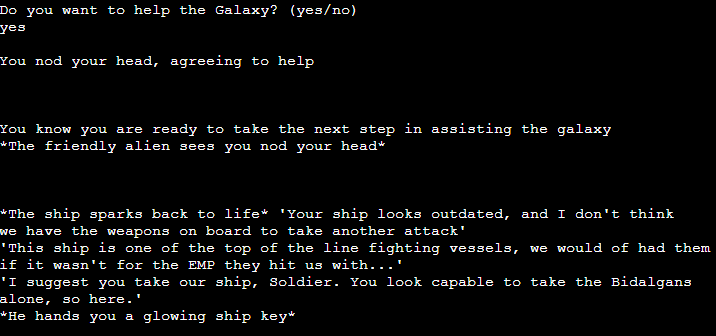 Do you want to help the Galaxy? (yes/no)
yes
You nod your head, agreeing to help
You know you are ready to take the next step in assisting the galaxy
*The friendly alien sees you nod your head*
*The ship sparks back to life* 'Your ship looks outdated, and I don't think
we have the weapons on board to take another attack'
'This ship is one of the top of the line fighting vessels, we would of had them
if it wasn't for the EMP they hit us with...'
'I suggest you take our ship, Soldier. You look capable to take the Bidalgans
alone, so here.'
*He hands you a glowing ship key*